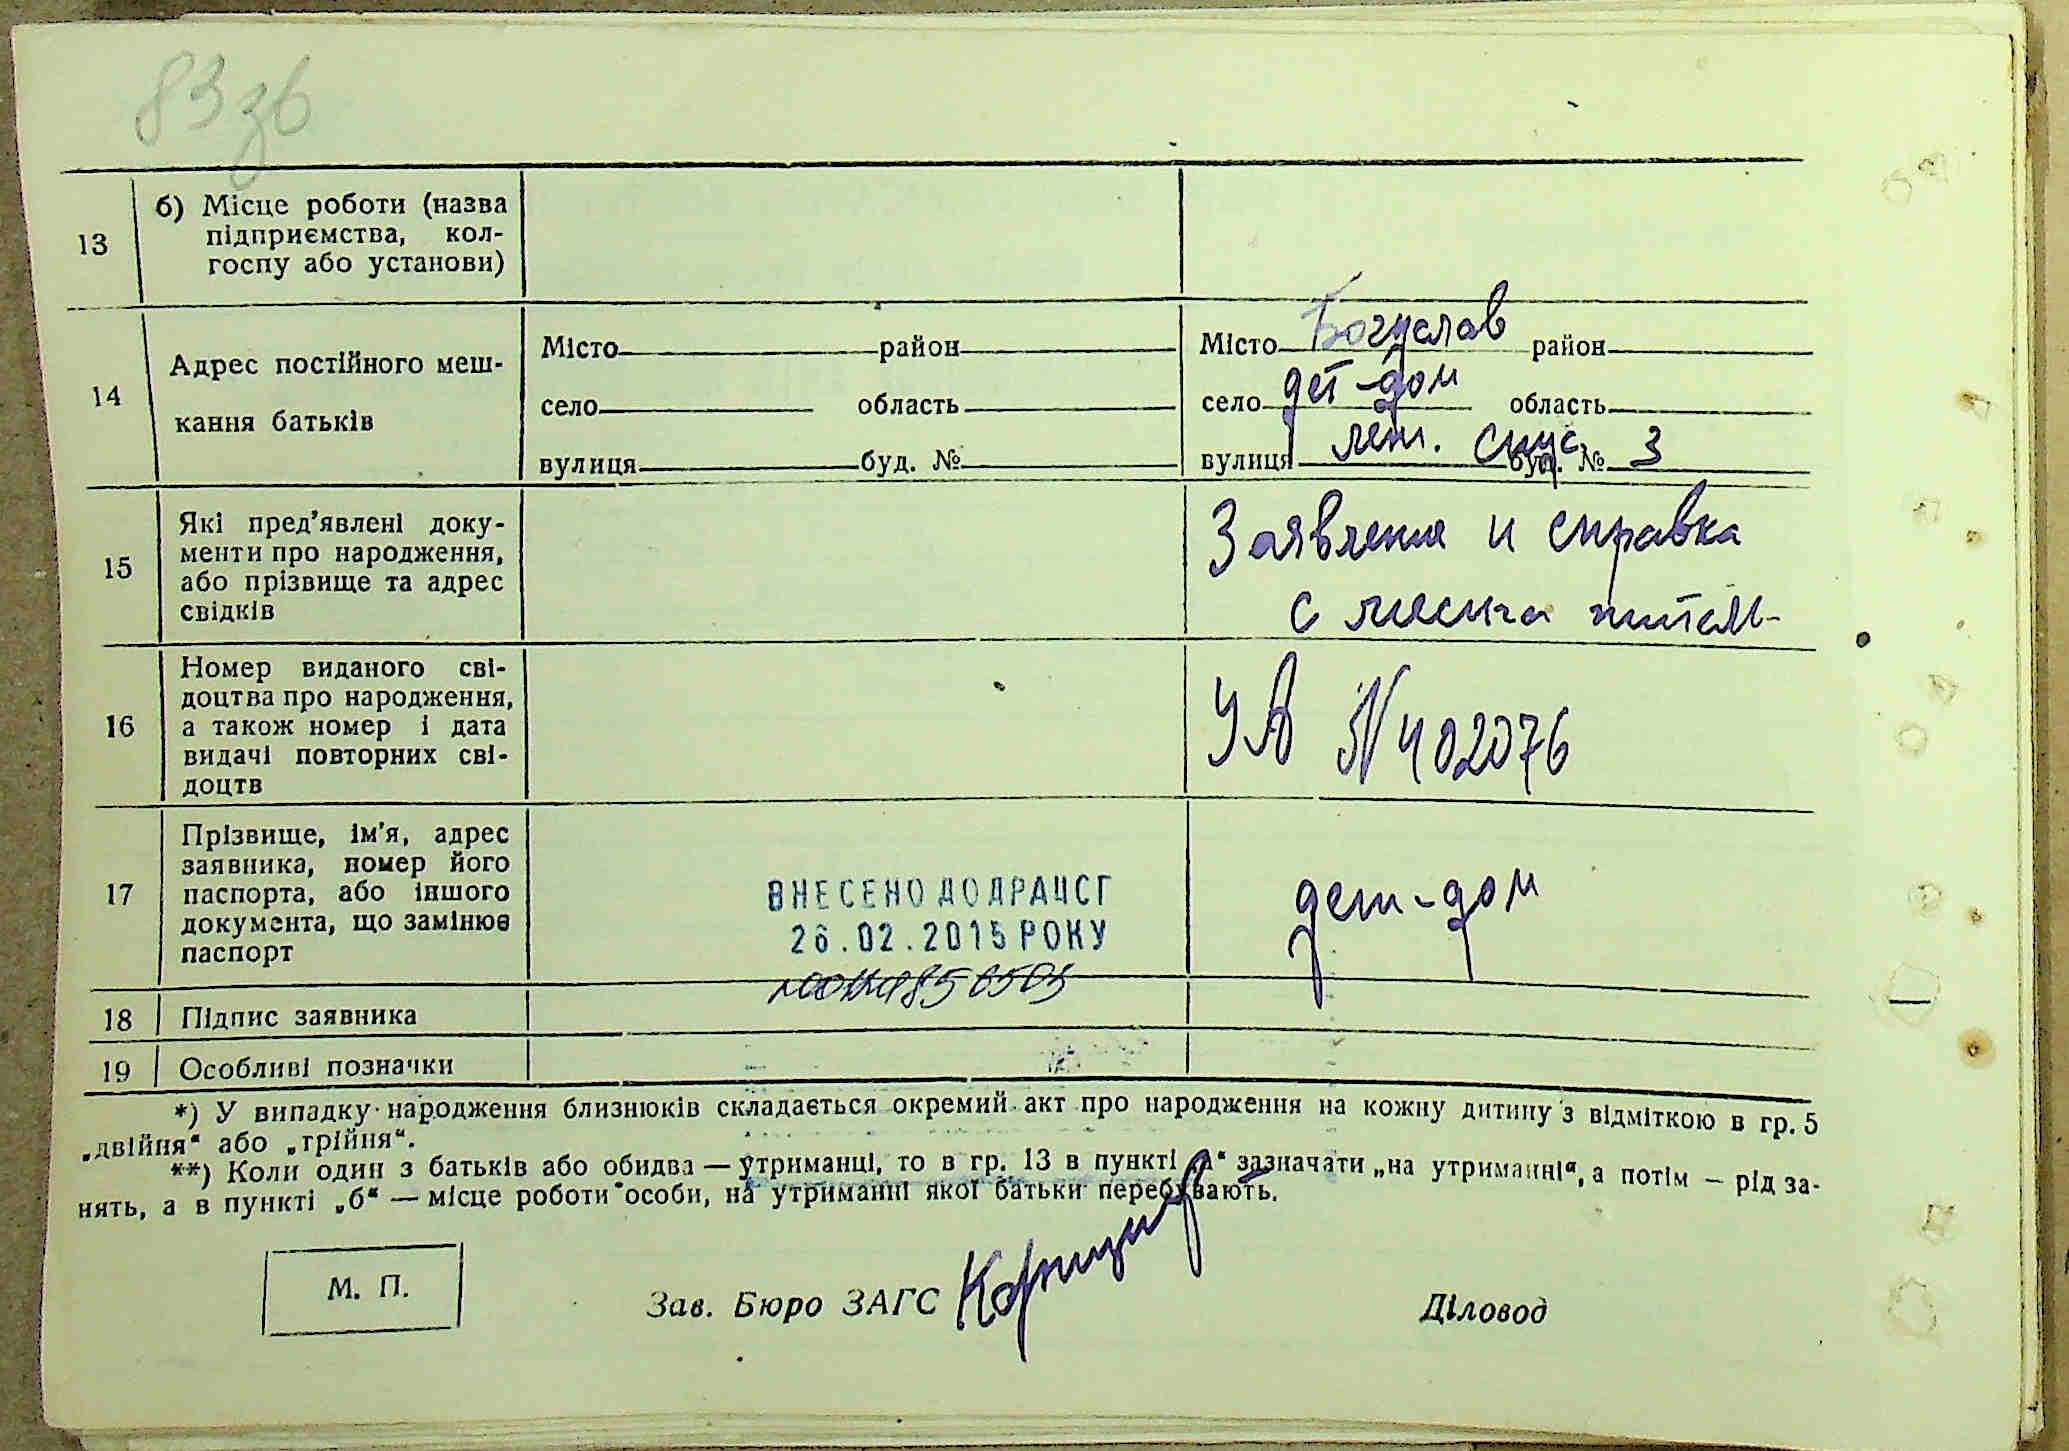 83 зв
13
б) Місце роботи (назва
підприємства, кол-
госпу або установи)
14
Адрес постійного меш-
кання батьків
Місто район
село область
вулиця буд. №
Місто Богуслав район
село дет-дом область
вулиця буд. № 3
15
Які пред'явлені доку-
менти про народження,
або прізвище та адрес
свідків
Заявление и справка
с места житель-
16
Номер виданого сві-
доцтва про народження,
а також номер і дата
видачі повторних сві-
доцтв
УА № 402076
17
Прізвище, ім'я, адрес
заявника, номер його
паспорта, або іншого
документа, що замінює
паспорт
ВНЕСЕНО ДО ДРАЦСГ
26.02.2015 РОКУ
дет-дом
18 Підпис заявника
19 Особливі позначки
*) У випадку народження близнюків складається окремий акт про народження на кожну дитину з відміткою в гр. 5
„двійня“ або „трійня“.
**) Коли один з батьків або обидва — утриманці, то в гр. 13 в пункті „а“ зазначати „на утриманні“, а потім — рід за-
нять, а в пункті „б“ — місце роботи особи, на утриманні якої батьки перебувають.
М. П.
Зав. Бюро ЗАГС
Діловод